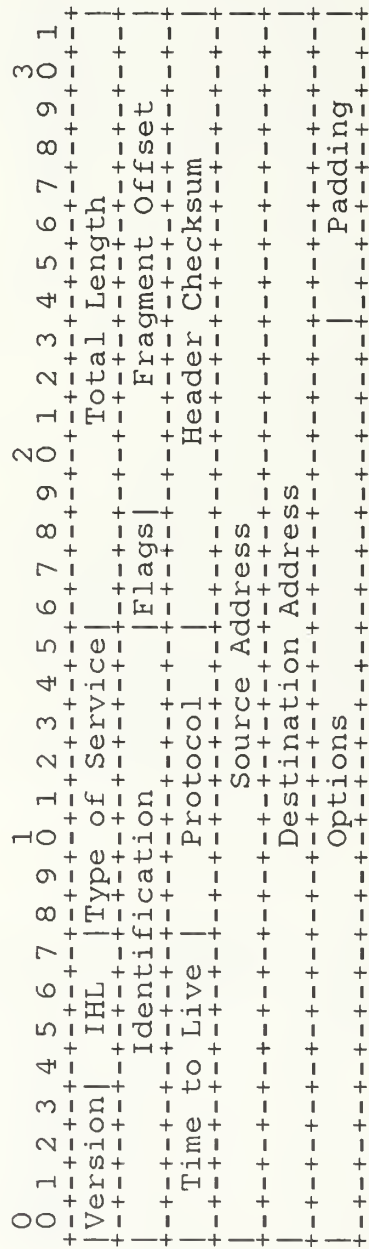 0                   1                   2                   3
 0 1 2 3 4 5 6 7 8 9 0 1 2 3 4 5 6 7 8 9 0 1 2 3 4 5 6 7 8 9 0 1
+-+-+-+-+-+-+-+-+-+-+-+-+-+-+-+-+-+-+-+-+-+-+-+-+-+-+-+-+-+-+-+-+
|Version|  IHL  |Type of Service|          Total Length         |
+-+-+-+-+-+-+-+-+-+-+-+-+-+-+-+-+-+-+-+-+-+-+-+-+-+-+-+-+-+-+-+-+
|         Identification        |Flags|      Fragment Offset    |
+-+-+-+-+-+-+-+-+-+-+-+-+-+-+-+-+-+-+-+-+-+-+-+-+-+-+-+-+-+-+-+-+
|  Time to Live |    Protocol   |         Header Checksum       |
+-+-+-+-+-+-+-+-+-+-+-+-+-+-+-+-+-+-+-+-+-+-+-+-+-+-+-+-+-+-+-+-+
|                       Source Address                          |
+-+-+-+-+-+-+-+-+-+-+-+-+-+-+-+-+-+-+-+-+-+-+-+-+-+-+-+-+-+-+-+-+
|                    Destination Address                        |
+-+-+-+-+-+-+-+-+-+-+-+-+-+-+-+-+-+-+-+-+-+-+-+-+-+-+-+-+-+-+-+-+
|                    Options                    |    Padding    |
+-+-+-+-+-+-+-+-+-+-+-+-+-+-+-+-+-+-+-+-+-+-+-+-+-+-+-+-+-+-+-+-+